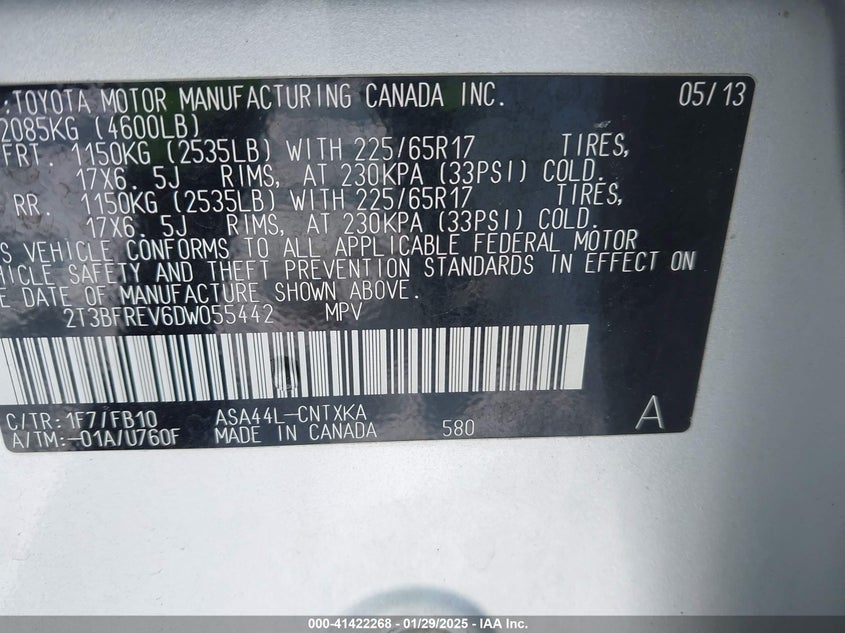 :TOYOTA MOTOR MANUFACTURING CANADA INC. 05/13
2085KG (4600LB)
FRT. 1150KG (2535LB) WITH 225/65R17 TIRES,
17X6. 5J RIMS, AT 230KPA (33PSI) COLD.
RR. 1150KG (2535LB) WITH 225/65R17 TIRES,
17X6. 5J RIMS, AT 230KPA (33PSI) COLD.
S VEHICLE CONFORMS TO ALL APPLICABLE FEDERAL MOTOR
HICLE SAFETY AND THEFT PREVENTION STANDARDS IN EFFECT ON
E DATE OF MANUFACTURE SHOWN ABOVE.
2T3BFREV6DW055442 MPV
C/TR: 1F7/FB10 ASA44L-CNTXKA
A/TM: -01A/U760F MADE IN CANADA 580 A
000-41422268 - 01/29/2025 - IAA Inc.